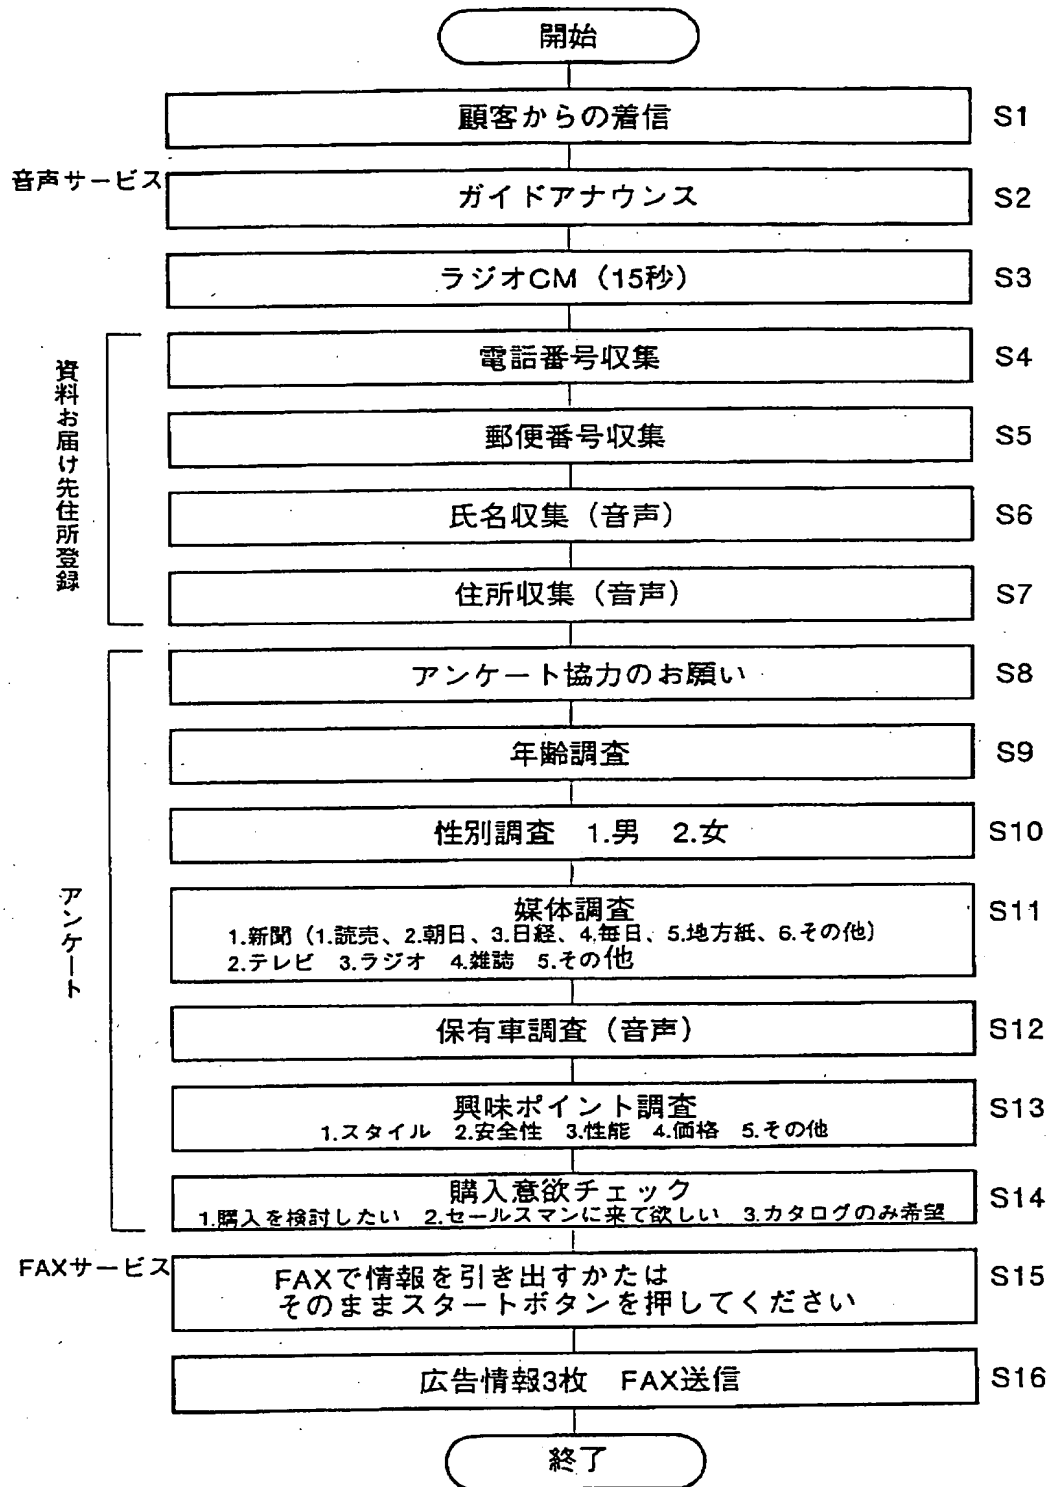 開始
顧客からの着信 S1
音声サービス
ガイドアナウンス S2
ラジオCM（15秒） S3
資料お届け先住所登録
電話番号収集 S4
郵便番号収集 S5
氏名収集（音声） S6
住所収集（音声） S7
アンケート
アンケート協力のお願い S8
年齢調査 S9
性別調査 1.男 2.女 S10
媒体調査 S11
1.新聞（1.読売、2.朝日、3.日経、4.毎日、5.地方紙、6.その他）
2.テレビ 3.ラジオ 4.雑誌 5.その他
保有車調査（音声） S12
興味ポイント調査 S13
1.スタイル 2.安全性 3.性能 4.価格 5.その他
購入意欲チェック S14
1.購入を検討したい 2.セールスマンに来て欲しい 3.カタログのみ希望
FAXサービス
FAXで情報を引き出すかたは S15
そのままスタートボタンを押してください
広告情報3枚 FAX送信 S16
終了